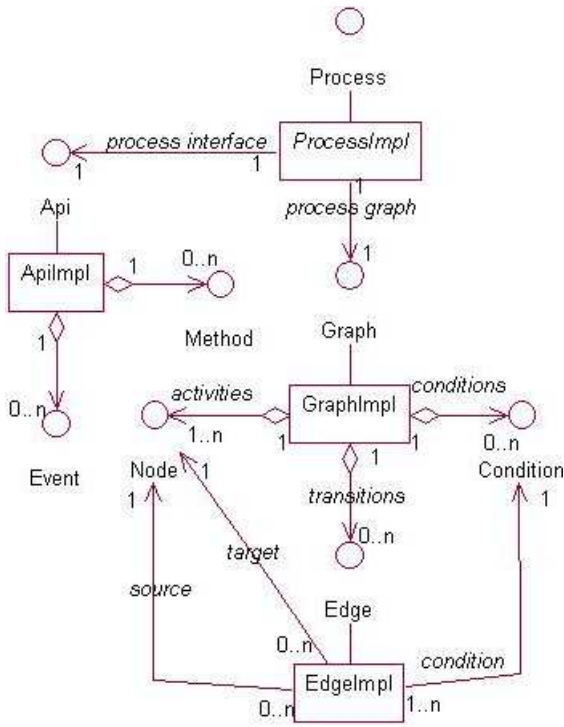 Process
process interface
ProcessImpl
1
1
1
process graph
1
Api
ApiImpl
1
0..n
1
Method
0..n
Event
Graph
activities
GraphImpl
conditions
1..n
1
1
1
0..n
Node
1
1
Condition
1
transitions
0..n
target
source
Edge
0..n
condition
EdgeImpl
0..n
1..n